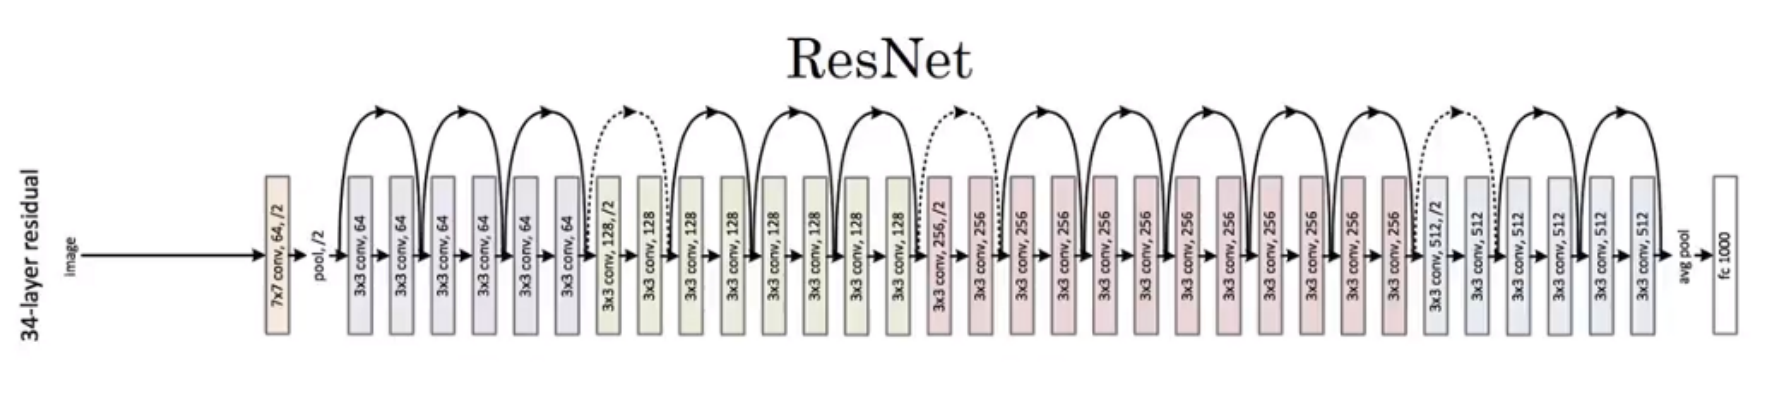 ResNet
34-layer residual
image
7x7 conv, 64, /2
pool, /2
3x3 conv, 64
3x3 conv, 64
3x3 conv, 64
3x3 conv, 64
3x3 conv, 64
3x3 conv, 64
3x3 conv, 128, /2
3x3 conv, 128
3x3 conv, 128
3x3 conv, 128
3x3 conv, 128
3x3 conv, 128
3x3 conv, 128
3x3 conv, 128
3x3 conv, 256, /2
3x3 conv, 256
3x3 conv, 256
3x3 conv, 256
3x3 conv, 256
3x3 conv, 256
3x3 conv, 256
3x3 conv, 256
3x3 conv, 256
3x3 conv, 256
3x3 conv, 256
3x3 conv, 256
3x3 conv, 512, /2
3x3 conv, 512
3x3 conv, 512
3x3 conv, 512
3x3 conv, 512
3x3 conv, 512
avg pool
fc 1000